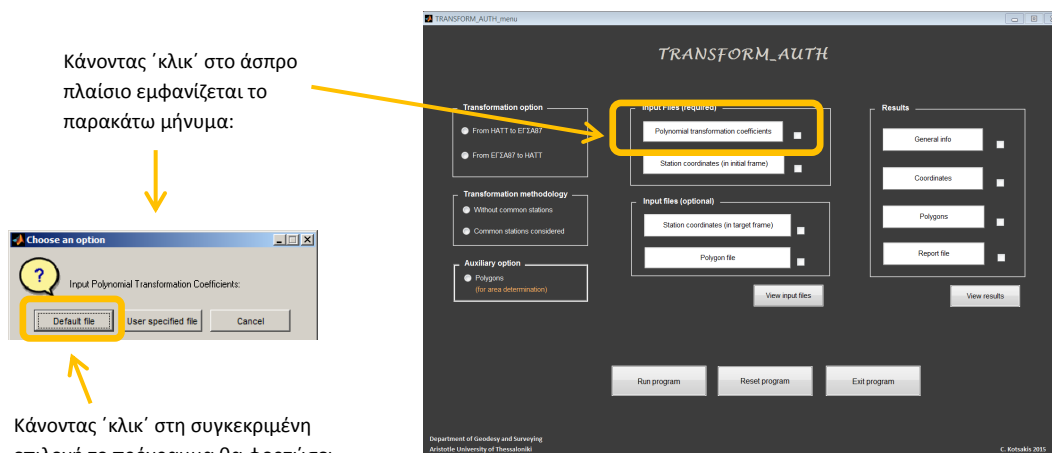 Κάνοντας ΄κλικ΄ στο άσπρο
πλαίσιο εμφανίζεται το
παρακάτω μήνυμα:
Choose an option
?
Input Polynomial Transformation Coefficients:
Default file
User specified file
Cancel
Κάνοντας ΄κλικ΄ στη συγκεκριμένη
επιλογή το πρόγραμμα θα φορτώσει
TRANSFORM_AUTH_menu
TRANSFORM_AUTH
Transformation option
From HATT to ΕΓΣΑ87
From ΕΓΣΑ87 to HATT
Transformation methodology
Without common stations
Common stations considered
Auxiliary option
Polygons
(for area determination)
Input Files (required)
Polynomial transformation coefficients
Station coordinates (in initial frame)
Input files (optional)
Station coordinates (in target frame)
Polygon file
View input files
Results
General info
Coordinates
Polygons
Report file
View results
Run program
Reset program
Exit program
Department of Geodesy and Surveying
Aristotle University of Thessaloniki
C. Kotsakis 2015